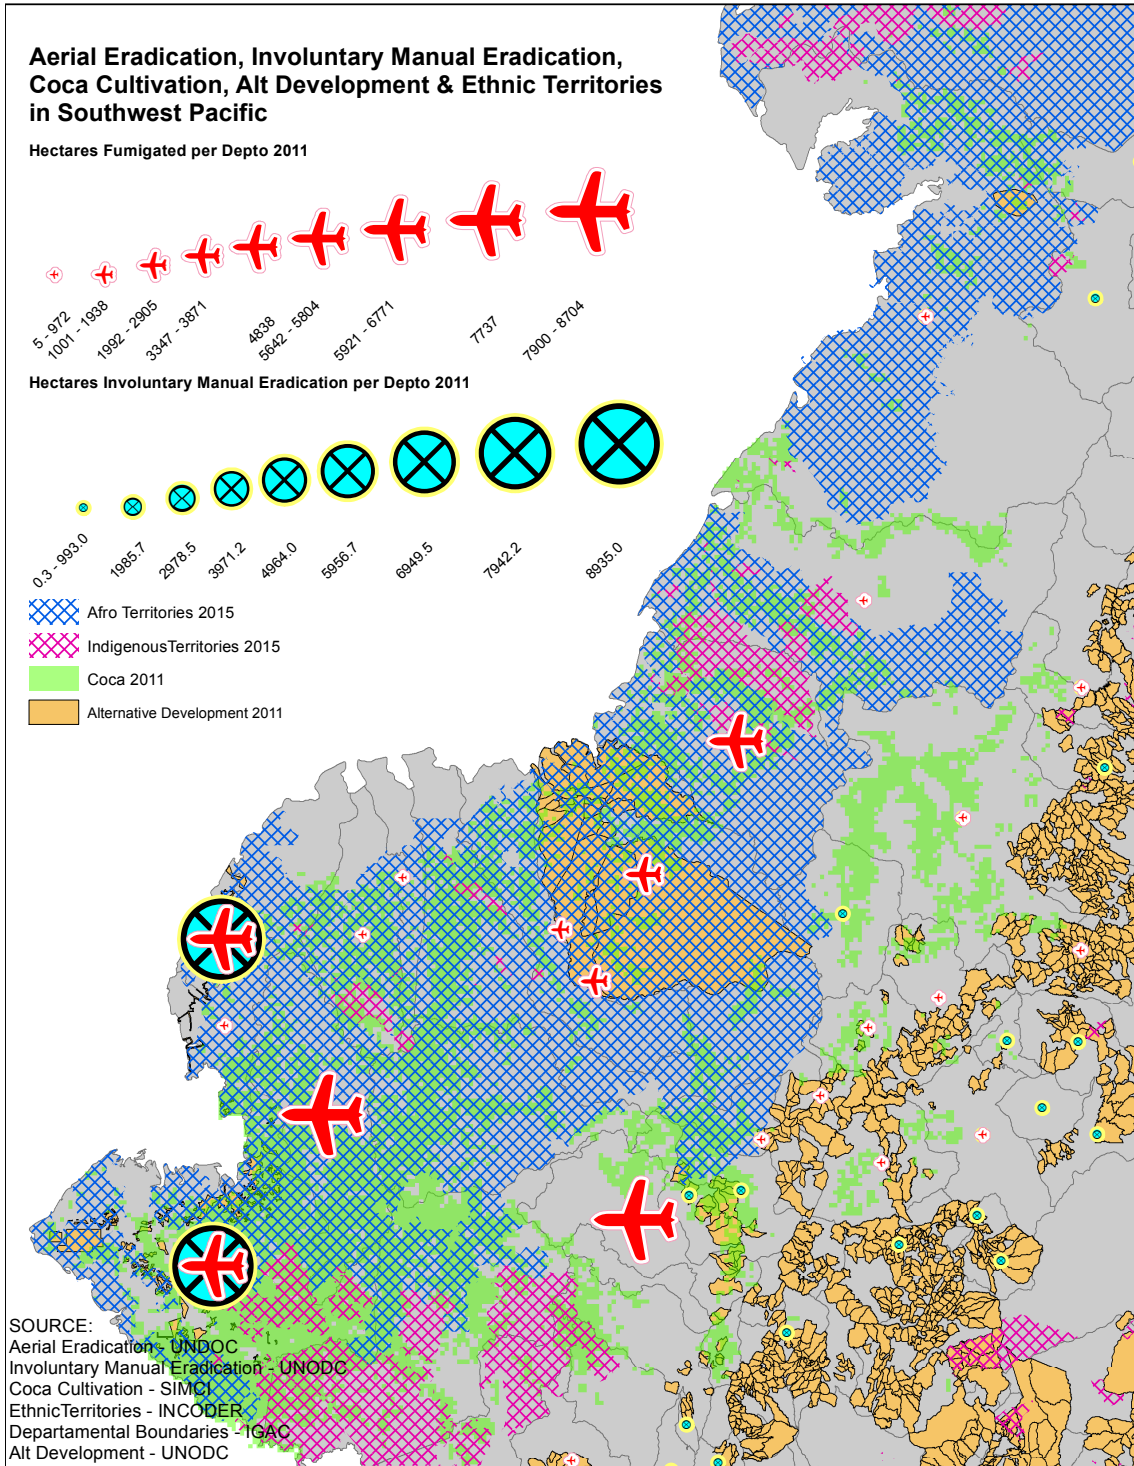 Aerial Eradication, Involuntary Manual Eradication,
Coca Cultivation, Alt Development & Ethnic Territories
in Southwest Pacific
Hectares Fumigated per Depto 2011
5 - 972
1001 - 1938
1992 - 2905
3347 - 3871
4838
5642 - 5804
5921 - 6771
7737
7900 - 8704
Hectares Involuntary Manual Eradication per Depto 2011
0.3 - 993.0
1985.7
2978.5
3971.2
4964.0
5956.7
6949.5
7942.2
8935.0
Afro Territories 2015
IndigenousTerritories 2015
Coca 2011
Alternative Development 2011
SOURCE:
Aerial Eradication - UNDOC
Involuntary Manual Eradication - UNODC
Coca Cultivation - SIMCI
EthnicTerritories - INCODER
Departamental Boundaries - IGAC
Alt Development - UNODC